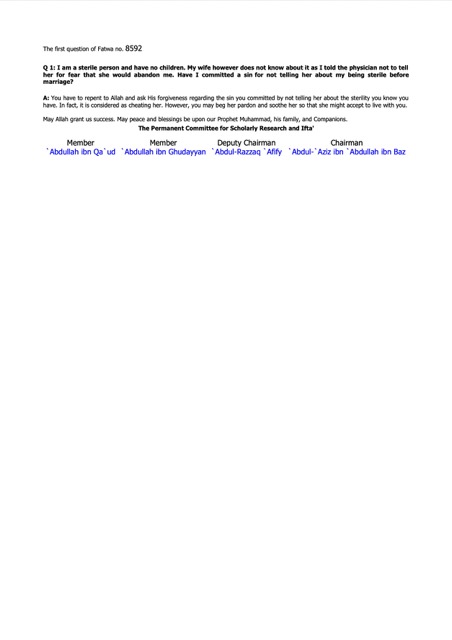 The first question of Fatwa no. 8592
Q 1: I am a sterile person and have no children. My wife however does not know about it as I told the physician not to tell
her for fear that she would abandon me. Have I committed a sin for not telling her about my being sterile before
marriage?
A: You have to repent to Allah and ask His forgiveness regarding the sin you committed by not telling her about the sterility you know you
have. In fact, it is considered as cheating her. However, you may beg her pardon and soothe her so that she might accept to live with you.
May Allah grant us success. May peace and blessings be upon our Prophet Muhammad, his family, and Companions.
The Permanent Committee for Scholarly Research and Ifta'
Member Member Deputy Chairman Chairman
`Abdullah ibn Qa`ud `Abdullah ibn Ghudayyan `Abdul-Razzaq `Afify `Abdul-`Aziz ibn `Abdullah ibn Baz